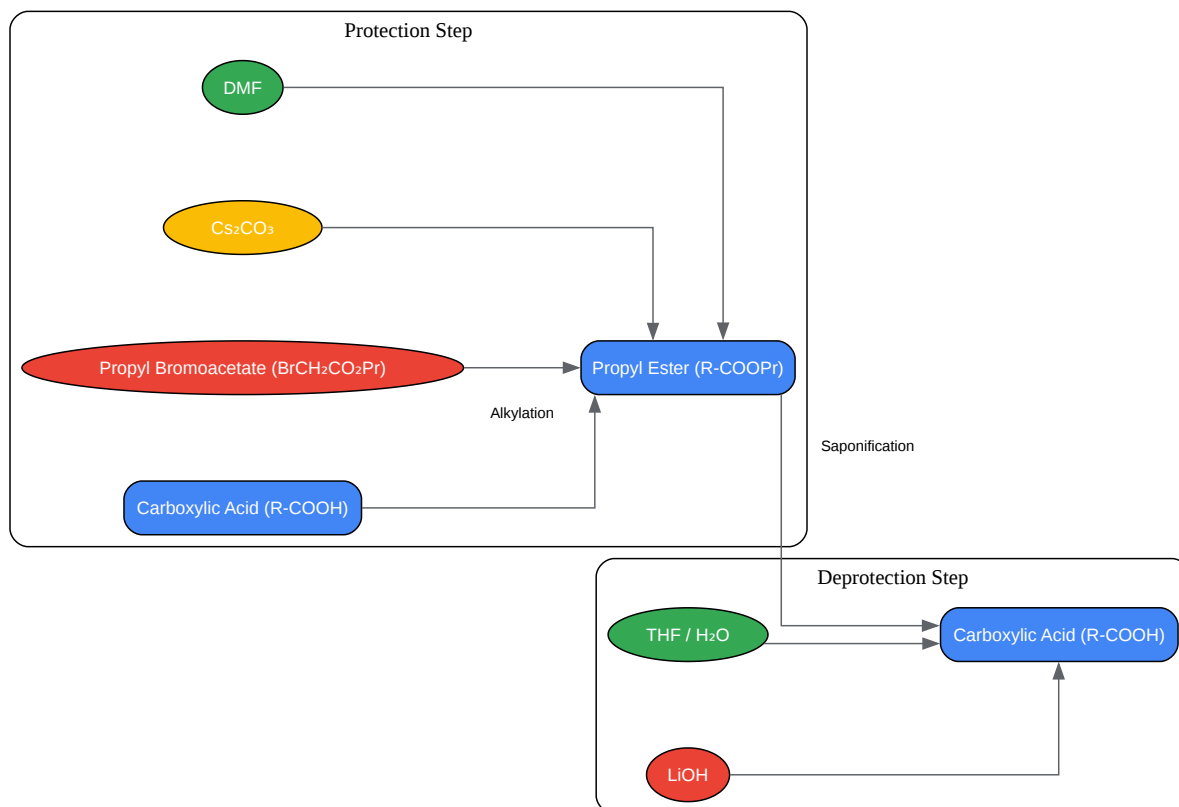 Protection Step
DMF
Cs₂CO₃
Propyl Bromoacetate (BrCH₂CO₂Pr)
Propyl Ester (R-COOPr)
Alkylation
Saponification
Carboxylic Acid (R-COOH)
Deprotection Step
THF / H₂O
Carboxylic Acid (R-COOH)
LiOH